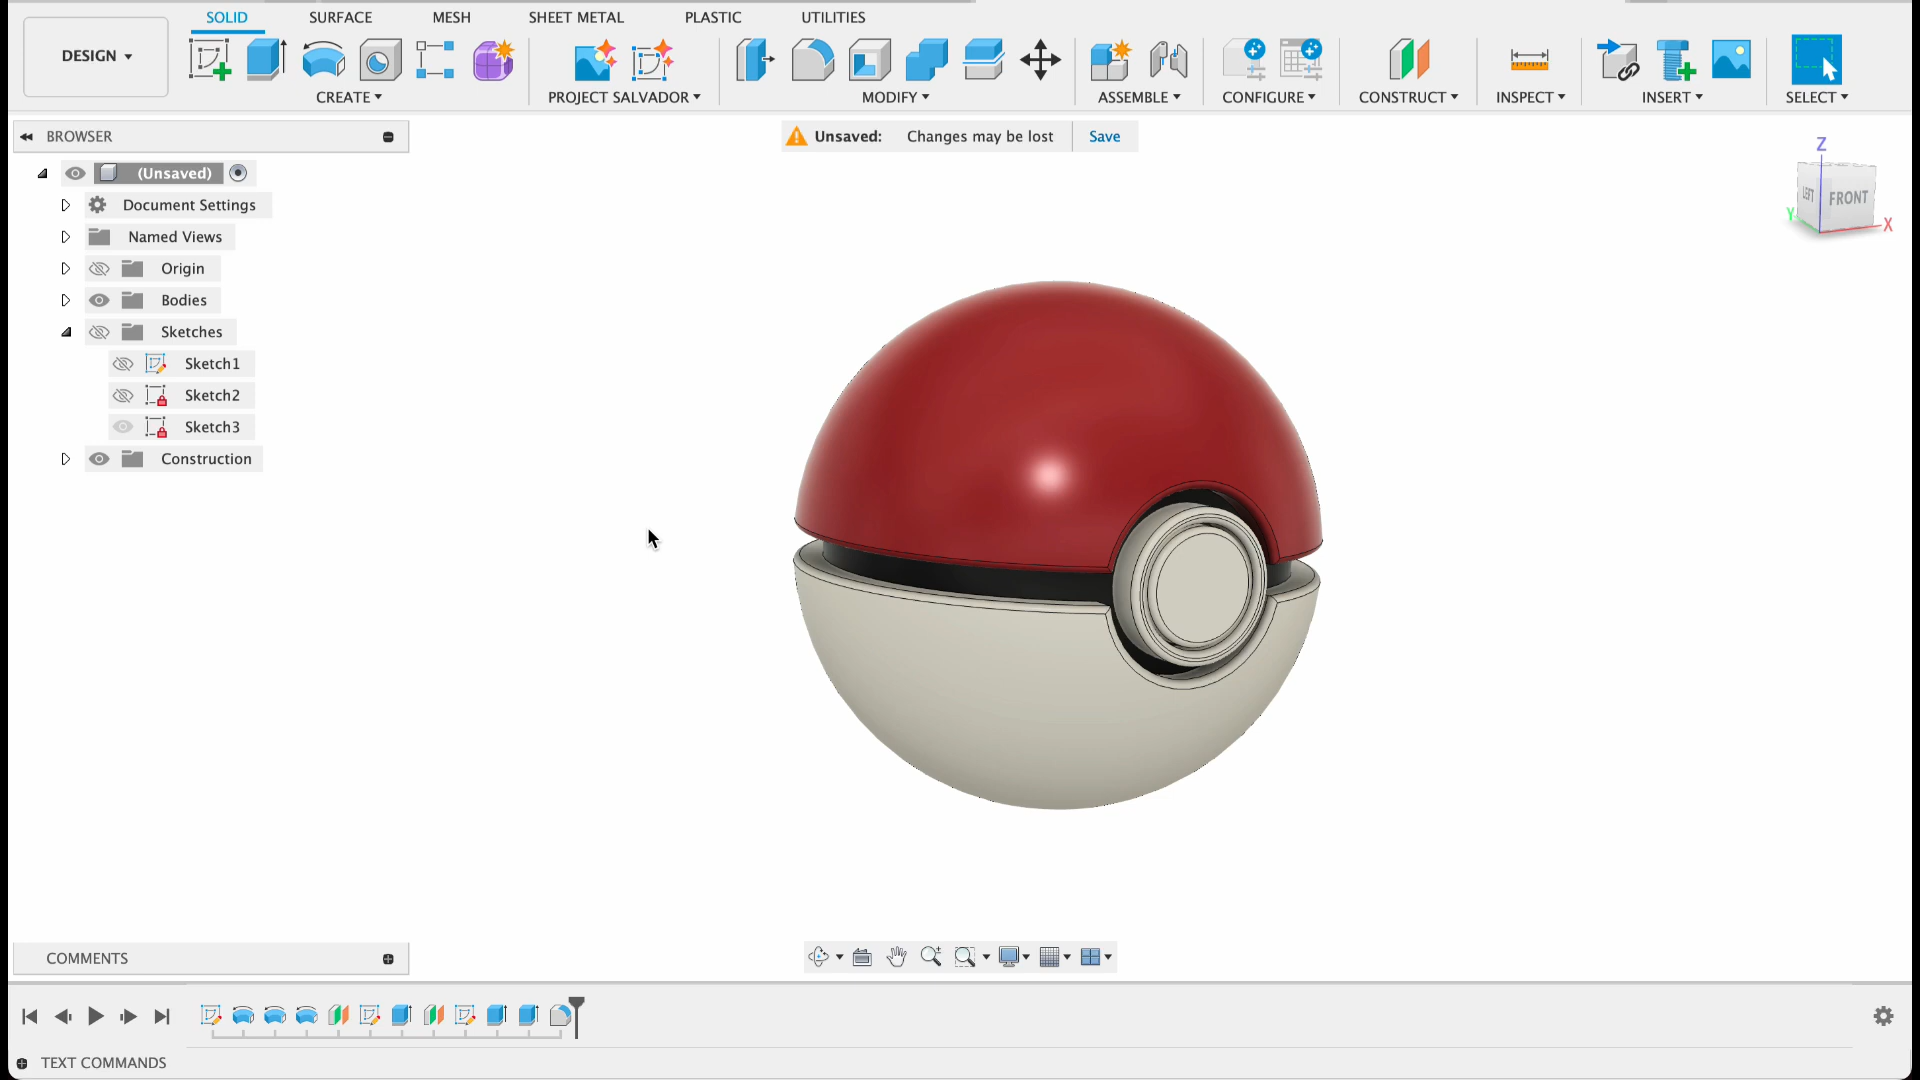 SOLID SURFACE MESH SHEET METAL PLASTIC UTILITIES
DESIGN
CREATE PROJECT SALVADOR MODIFY ASSEMBLE CONFIGURE CONSTRUCT INSPECT INSERT SELECT
BROWSER
Unsaved: Changes may be lost Save
(Unsaved)
Document Settings
Named Views
Origin
Bodies
Sketches
Sketch1
Sketch2
Sketch3
Construction
Z
LEFT FRONT
Y X
COMMENTS
TEXT COMMANDS